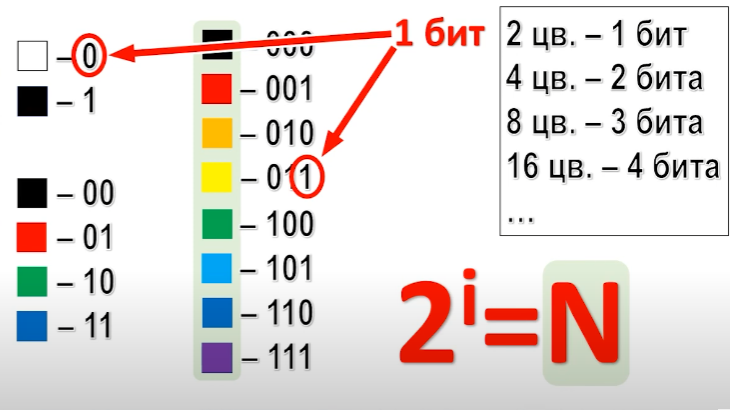 – 0
– 1
– 00
– 01
– 10
– 11
– 000
– 001
– 010
– 011
– 100
– 101
– 110
– 111
1 бит
2 цв. – 1 бит
4 цв. – 2 бита
8 цв. – 3 бита
16 цв. – 4 бита
...
2ⁱ=N